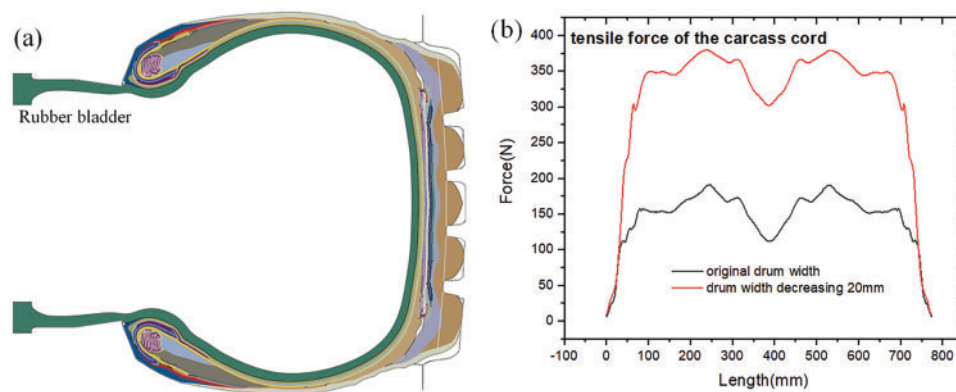 (a)
Rubber bladder
(b)
tensile force of the carcass cord
400
350
300
250
200
150
100
50
0
Force(N)
original drum width
drum width decreasing 20mm
-100 0 100 200 300 400 500 600 700 800
Length(mm)